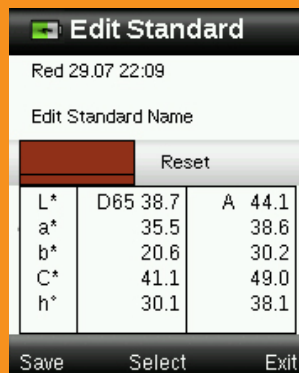 Edit Standard
Red 29.07 22:09
Edit Standard Name
Reset
L* D65 38.7 A 44.1
a* 35.5 38.6
b* 20.6 30.2
C* 41.1 49.0
h° 30.1 38.1
Save Select Exit